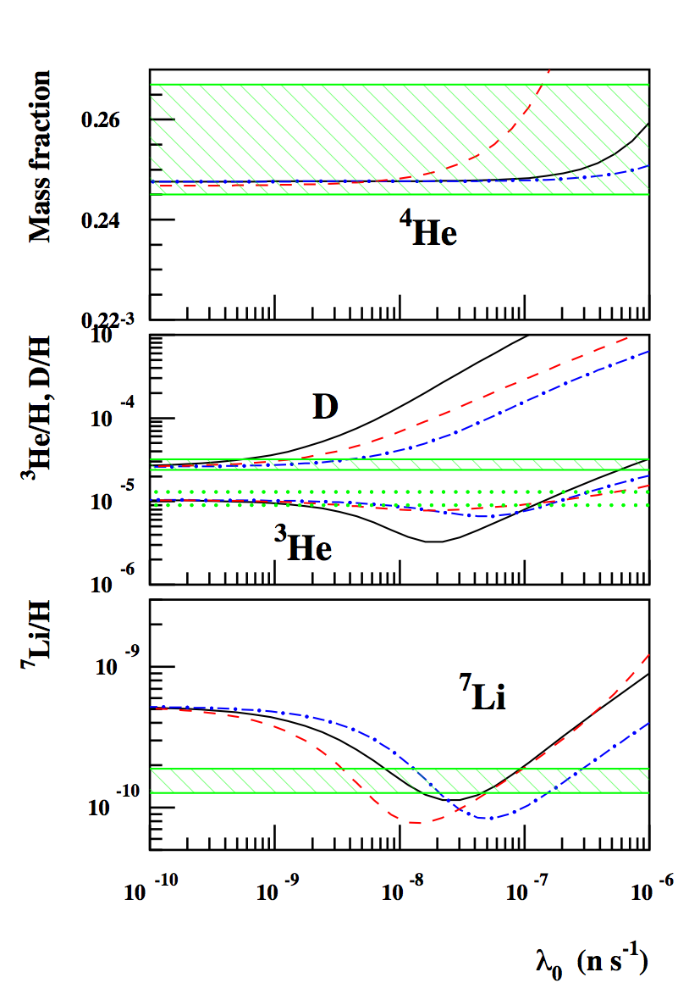 Mass fraction
0.26
0.24
0.22
⁴He
³He/H, D/H
10⁻³
10⁻⁴
10⁻⁵
10⁻⁶
D
³He
⁷Li/H
10⁻⁹
10⁻¹⁰
⁷Li
10⁻¹⁰ 10⁻⁹ 10⁻⁸ 10⁻⁷ 10⁻⁶
λ₀ (n s⁻¹)